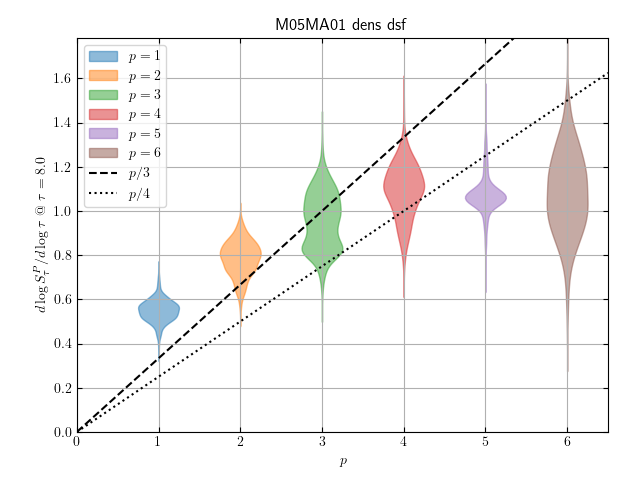 M05MA01 dens dsf
p = 1
p = 2
p = 3
p = 4
p = 5
p = 6
p/3
p/4
d log S_τ^P / d log τ @ τ = 8.0
1.6
1.4
1.2
1.0
0.8
0.6
0.4
0.2
0.0
0 1 2 3 4 5 6
p